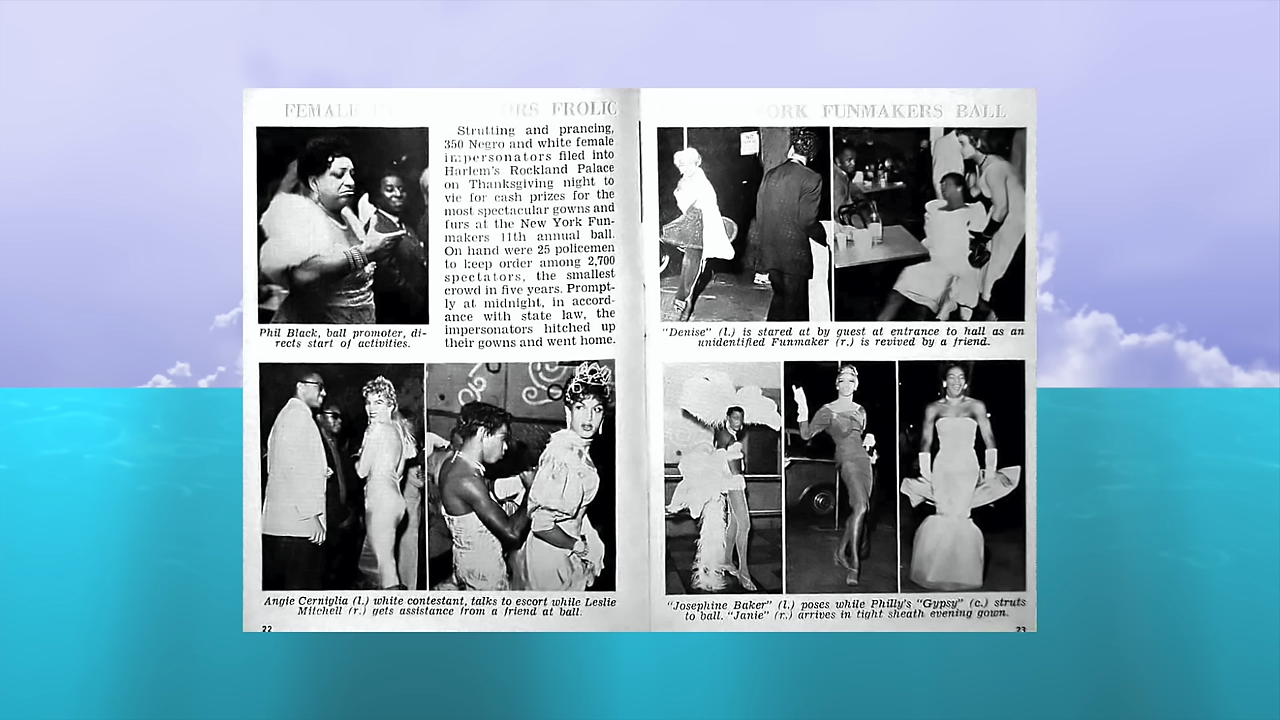 FEMALE ORS FROLIC
Strutting and prancing,
350 Negro and white female
impersonators filed into
Harlem's Rockland Palace
on Thanksgiving night to
vie for cash prizes for the
most spectacular gowns and
furs at the New York Fun-
makers 11th annual ball.
On hand were 25 policemen
to keep order among 2,700
spectators, the smallest
crowd in five years. Prompt-
ly at midnight, in accord-
ance with state law, the
impersonators hitched up
their gowns and went home.
Phil Black, ball promoter, di-
rects start of activities.
Angie Cerniglia (l.) white contestant, talks to escort while Leslie
Mitchell (r.) gets assistance from a friend at ball.
22
ORK FUNMAKERS BALL
"Denise" (l.) is stared at by guest at entrance to hall as an
unidentified Funmaker (r.) is revived by a friend.
"Josephine Baker" (l.) poses while Philly's "Gypsy" (c.) struts
to ball. "Janie" (r.) arrives in tight sheath evening gown.
23